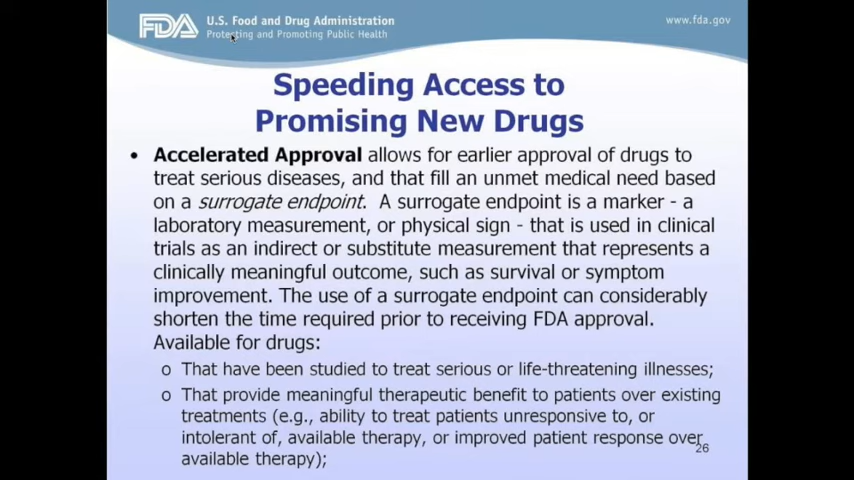 FDA U.S. Food and Drug Administration
Protecting and Promoting Public Health
www.fda.gov
Speeding Access to
Promising New Drugs
• Accelerated Approval allows for earlier approval of drugs to
treat serious diseases, and that fill an unmet medical need based
on a surrogate endpoint. A surrogate endpoint is a marker - a
laboratory measurement, or physical sign - that is used in clinical
trials as an indirect or substitute measurement that represents a
clinically meaningful outcome, such as survival or symptom
improvement. The use of a surrogate endpoint can considerably
shorten the time required prior to receiving FDA approval.
Available for drugs:
o That have been studied to treat serious or life-threatening illnesses;
o That provide meaningful therapeutic benefit to patients over existing
treatments (e.g., ability to treat patients unresponsive to, or
intolerant of, available therapy, or improved patient response over
available therapy);
26